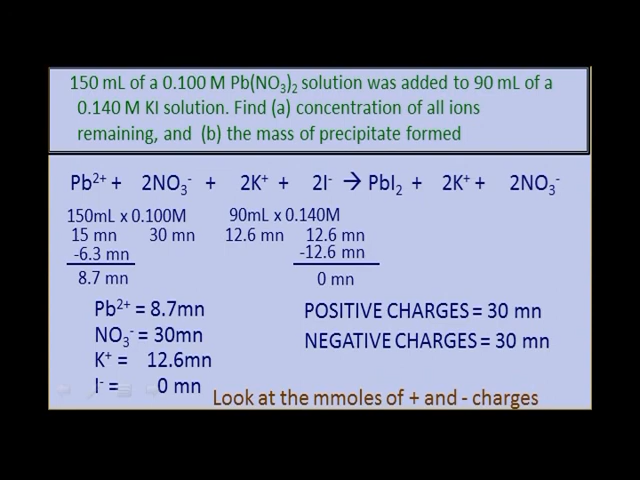 150 mL of a 0.100 M Pb(NO₃)₂ solution was added to 90 mL of a
0.140 M KI solution. Find (a) concentration of all ions
remaining, and (b) the mass of precipitate formed
Pb²⁺ + 2NO₃⁻ + 2K⁺ + 2I⁻ → PbI₂ + 2K⁺ + 2NO₃⁻
150mL x 0.100M 90mL x 0.140M
15 mn 30 mn 12.6 mn 12.6 mn
-6.3 mn -12.6 mn
8.7 mn 0 mn
Pb²⁺ = 8.7mn
NO₃⁻ = 30mn
K⁺ = 12.6mn
I⁻ = 0 mn
POSITIVE CHARGES = 30 mn
NEGATIVE CHARGES = 30 mn
Look at the mmoles of + and - charges